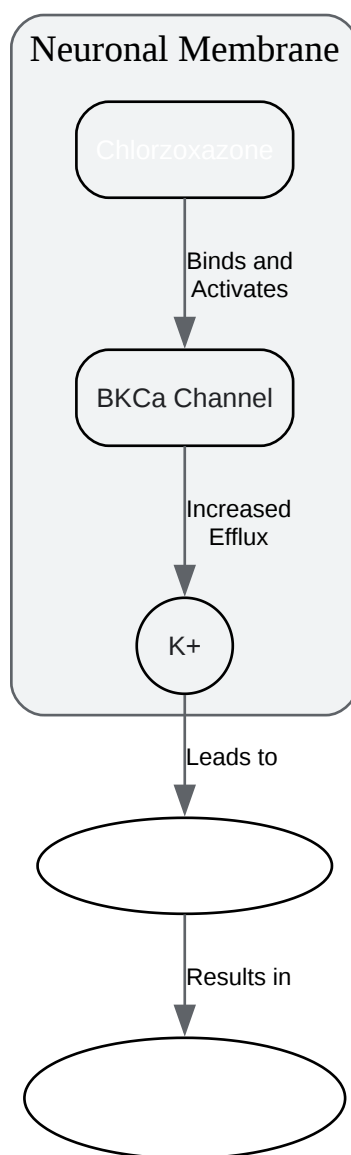 Neuronal Membrane
Chlorzoxazone
Binds and
Activates
BKCa Channel
Increased
Efflux
K+
Leads to
Results in